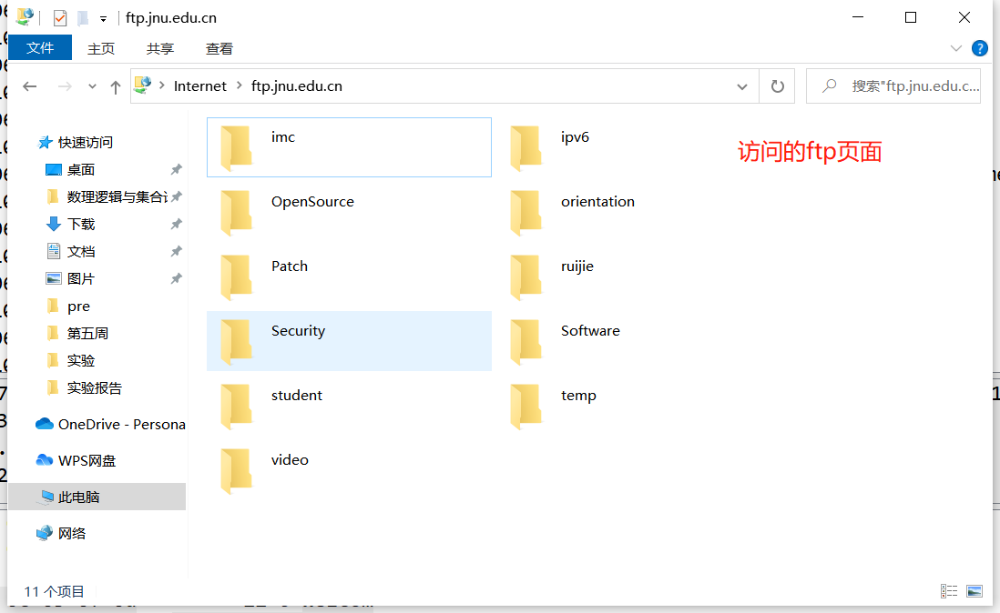 ftp.jnu.edu.cn
文件 主页 共享 查看
Internet ftp.jnu.edu.cn 搜索"ftp.jnu.edu.c...
快速访问
桌面
数理逻辑与集合
下载
文档
图片
pre
第五周
实验
实验报告
OneDrive - Persona
WPS网盘
此电脑
网络
imc
ipv6
OpenSource
orientation
Patch
ruijie
Security
Software
student
temp
video
访问的ftp页面
11 个项目